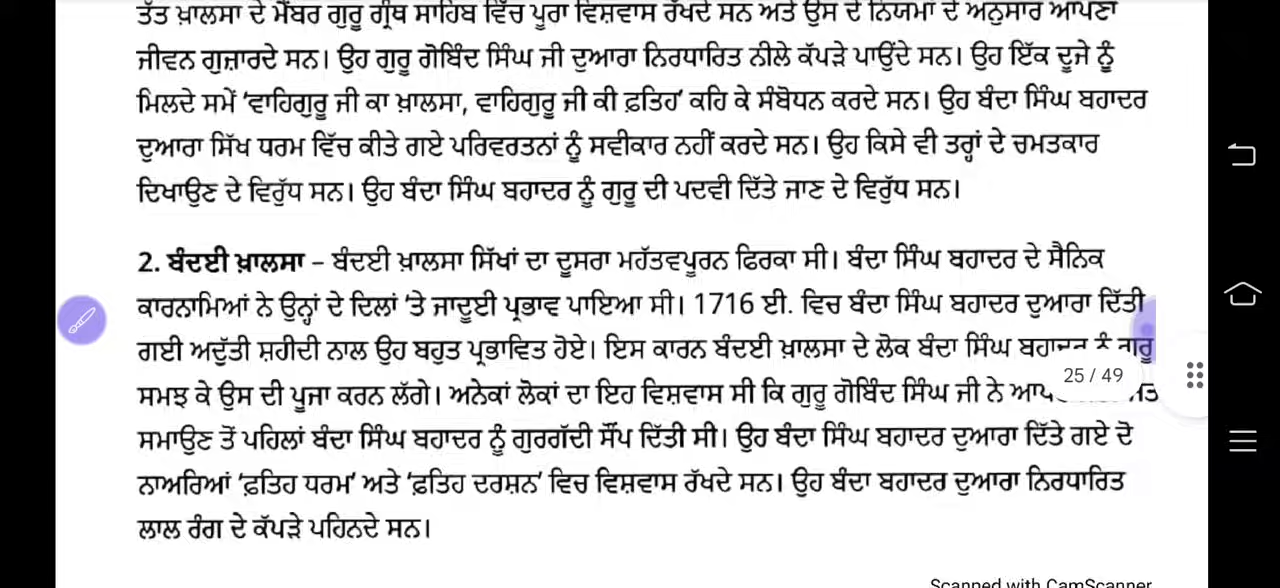 ਤੱਤ ਖ਼ਾਲਸਾ ਦੇ ਮੈਂਬਰ ਗੁਰੂ ਗ੍ਰੰਥ ਸਾਹਿਬ ਵਿੱਚ ਪੂਰਾ ਵਿਸ਼ਵਾਸ ਰੱਖਦੇ ਸਨ ਅਤੇ ਉਸ ਦੇ ਨਿਯਮਾਂ ਦੇ ਅਨੁਸਾਰ ਆਪਣਾ
ਜੀਵਨ ਗੁਜ਼ਾਰਦੇ ਸਨ। ਉਹ ਗੁਰੂ ਗੋਬਿੰਦ ਸਿੰਘ ਜੀ ਦੁਆਰਾ ਨਿਰਧਾਰਿਤ ਨੀਲੇ ਕੱਪੜੇ ਪਾਉਂਦੇ ਸਨ। ਉਹ ਇੱਕ ਦੂਜੇ ਨੂੰ
ਮਿਲਦੇ ਸਮੇਂ ‘ਵਾਹਿਗੁਰੂ ਜੀ ਕਾ ਖ਼ਾਲਸਾ, ਵਾਹਿਗੁਰੂ ਜੀ ਕੀ ਫ਼ਤਿਹ’ ਕਹਿ ਕੇ ਸੰਬੋਧਨ ਕਰਦੇ ਸਨ। ਉਹ ਬੰਦਾ ਸਿੰਘ ਬਹਾਦਰ
ਦੁਆਰਾ ਸਿੱਖ ਧਰਮ ਵਿੱਚ ਕੀਤੇ ਗਏ ਪਰਿਵਰਤਨਾਂ ਨੂੰ ਸਵੀਕਾਰ ਨਹੀਂ ਕਰਦੇ ਸਨ। ਉਹ ਕਿਸੇ ਵੀ ਤਰ੍ਹਾਂ ਦੇ ਚਮਤਕਾਰ
ਦਿਖਾਉਣ ਦੇ ਵਿਰੁੱਧ ਸਨ। ਉਹ ਬੰਦਾ ਸਿੰਘ ਬਹਾਦਰ ਨੂੰ ਗੁਰੂ ਦੀ ਪਦਵੀ ਦਿੱਤੇ ਜਾਣ ਦੇ ਵਿਰੁੱਧ ਸਨ।
2. ਬੰਦਈ ਖ਼ਾਲਸਾ – ਬੰਦਈ ਖ਼ਾਲਸਾ ਸਿੱਖਾਂ ਦਾ ਦੂਸਰਾ ਮਹੱਤਵਪੂਰਨ ਫਿਰਕਾ ਸੀ। ਬੰਦਾ ਸਿੰਘ ਬਹਾਦਰ ਦੇ ਸੈਨਿਕ
ਕਾਰਨਾਮਿਆਂ ਨੇ ਉਨ੍ਹਾਂ ਦੇ ਦਿਲਾਂ ’ਤੇ ਜਾਦੂਈ ਪ੍ਰਭਾਵ ਪਾਇਆ ਸੀ। 1716 ਈ. ਵਿਚ ਬੰਦਾ ਸਿੰਘ ਬਹਾਦਰ ਦੁਆਰਾ ਦਿੱਤੀ
ਗਈ ਅਦੁੱਤੀ ਸ਼ਹੀਦੀ ਨਾਲ ਉਹ ਬਹੁਤ ਪ੍ਰਭਾਵਿਤ ਹੋਏ। ਇਸ ਕਾਰਨ ਬੰਦਈ ਖ਼ਾਲਸਾ ਦੇ ਲੋਕ ਬੰਦਾ ਸਿੰਘ ਬਹਾਦਰ ਨੂੰ ਗੁਰੂ
25 / 49
ਸਮਝ ਕੇ ਉਸ ਦੀ ਪੂਜਾ ਕਰਨ ਲੱਗੇ। ਅਨੇਕਾਂ ਲੋਕਾਂ ਦਾ ਇਹ ਵਿਸ਼ਵਾਸ ਸੀ ਕਿ ਗੁਰੂ ਗੋਬਿੰਦ ਸਿੰਘ ਜੀ ਨੇ
ਸਮਾਉਣ ਤੋਂ ਪਹਿਲਾਂ ਬੰਦਾ ਸਿੰਘ ਬਹਾਦਰ ਨੂੰ ਗੁਰਗੱਦੀ ਸੌਂਪ ਦਿੱਤੀ ਸੀ। ਉਹ ਬੰਦਾ ਸਿੰਘ ਬਹਾਦਰ ਦੁਆਰਾ ਦਿੱਤੇ ਗਏ ਦੋ
ਨਾਅਰਿਆਂ ‘ਫ਼ਤਿਹ ਧਰਮ’ ਅਤੇ ‘ਫ਼ਤਿਹ ਦਰਸ਼ਨ’ ਵਿਚ ਵਿਸ਼ਵਾਸ ਰੱਖਦੇ ਸਨ। ਉਹ ਬੰਦਾ ਬਹਾਦਰ ਦੁਆਰਾ ਨਿਰਧਾਰਿਤ
ਲਾਲ ਰੰਗ ਦੇ ਕੱਪੜੇ ਪਹਿਨਦੇ ਸਨ।
Scanned with CamScanner